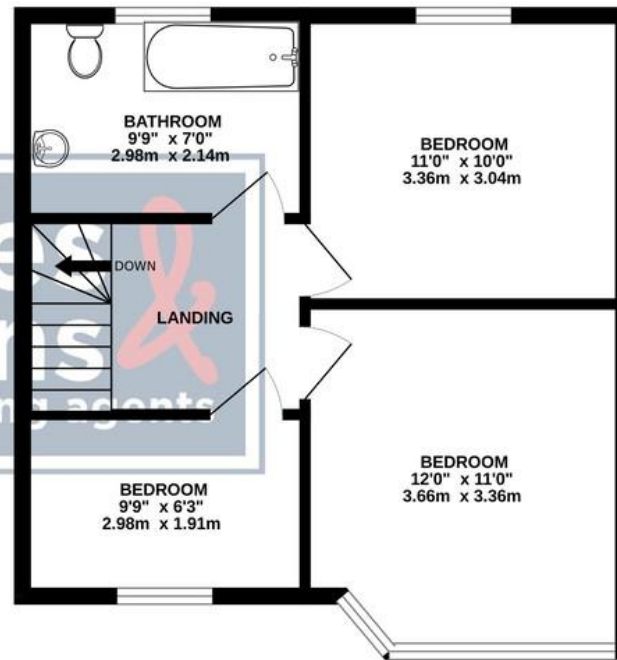 BATHROOM
9'9" x 7'0"
2.98m x 2.14m
BEDROOM
11'0" x 10'0"
3.36m x 3.04m
DOWN
LANDING
BEDROOM
9'9" x 6'3"
2.98m x 1.91m
BEDROOM
12'0" x 11'0"
3.66m x 3.36m
&
agents